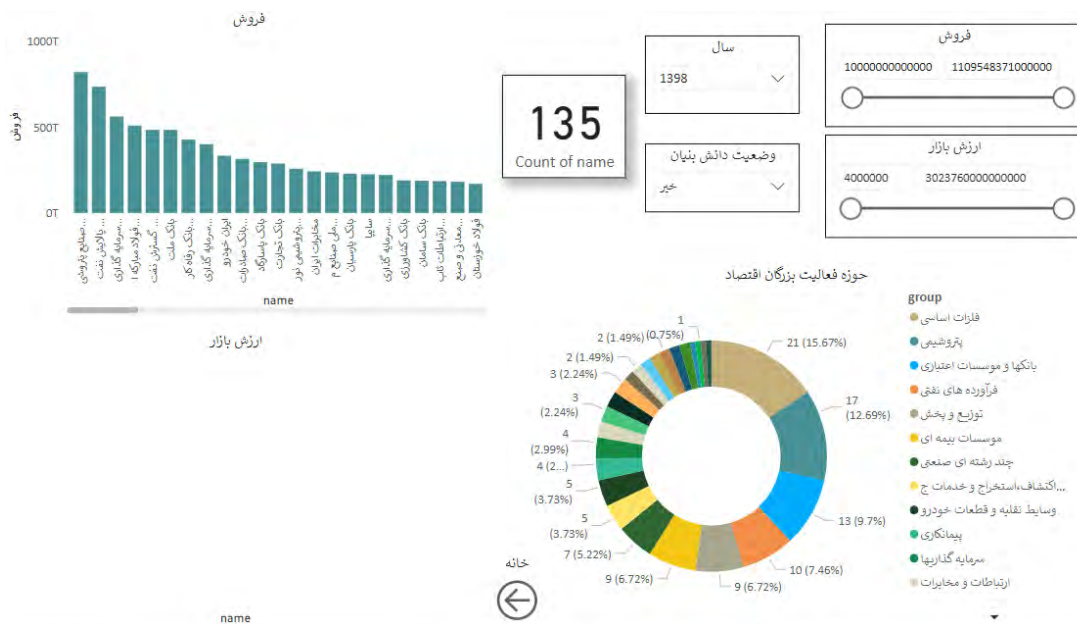 فروش
1000T
500T
0T
فروش
صنایع پتروشی...
پالایش نفت ...
سرمایه گذاری...
فولاد مبارکه ا...
گسترش نفت ...
بانک ملت
بانک رفاه کار...
سرمایه گذاری...
ایران خودرو
بانک صادرات...
بانک پاسارگاد
بانک تجارت
پتروشیمی نور...
مخابرات ایران
ملی صنایع م...
بانک پارسیان
سایپا
سرمایه گذاری...
بانک کشاورزی
بانک سامان
ارتباطات تاب...
معدنی و صنع...
فولاد خوزستان
name
ارزش بازار
name
135
Count of name
سال
1398
وضعیت دانش بنیان
خیر
فروش
10000000000000 1109548371000000
ارزش بازار
4000000 3023760000000000
حوزه فعالیت بزرگان اقتصاد
21 (15.67%)
17
(12.69%)
13 (9.7%)
10 (7.46%)
9 (6.72%)
9 (6.72%)
7 (5.22%)
5
(3.73%)
5
(3.73%)
4 (2...)
4
(2.99%)
3
(2.24%)
3 (2.24%)
2 (1.49%)
2 (1.49%)
1
(0.75%)
group
فلزات اساسی
پتروشیمی
بانکها و موسسات اعتباری
فرآورده های نفتی
توزیع و پخش
موسسات بیمه ای
چند رشته ای صنعتی
اکتشاف،استخراج و خدمات ج...
وسایط نقلیه و قطعات خودرو
پیمانکاری
سرمایه گذاریها
ارتباطات و مخابرات
خانه